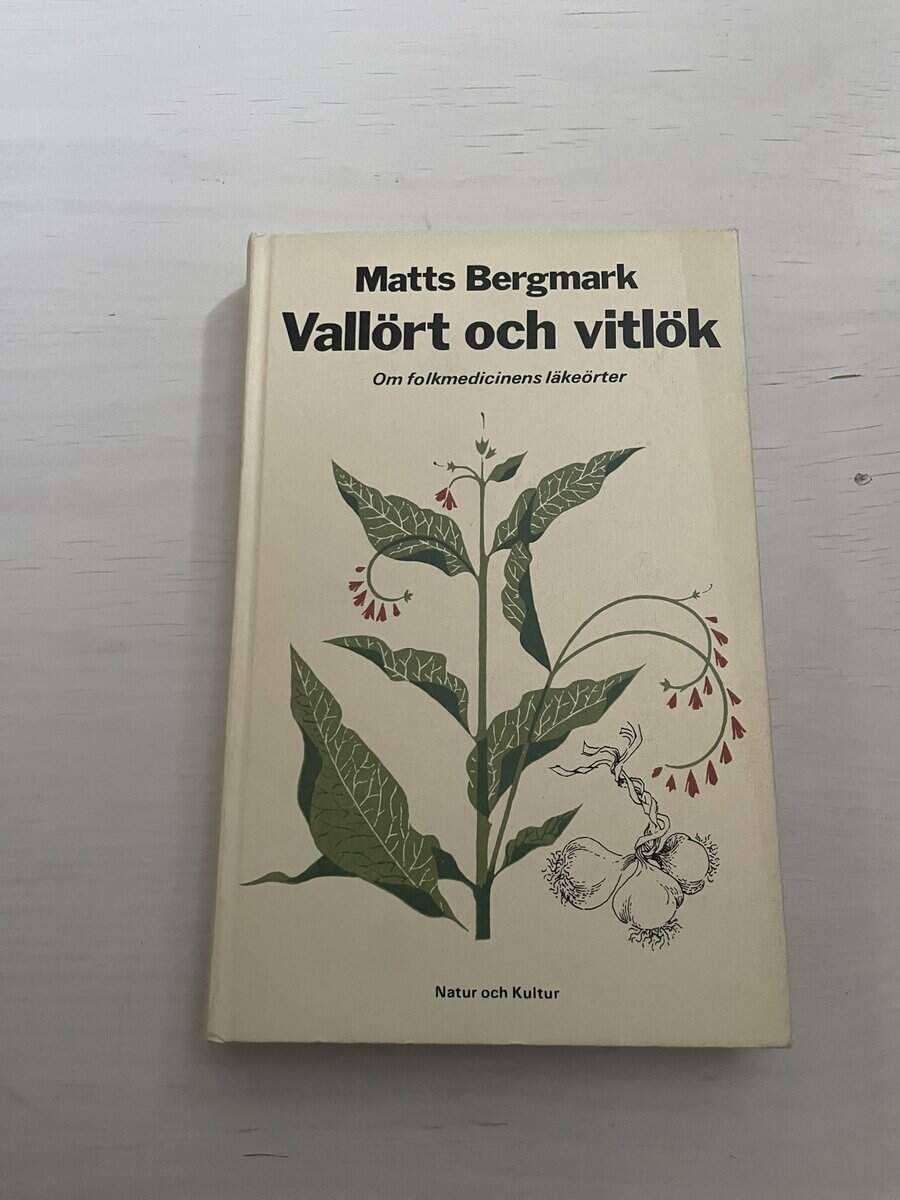 Matts Bergmark
Vallört och vitlök
Om folkmedicinens läkeörter
Natur och Kultur